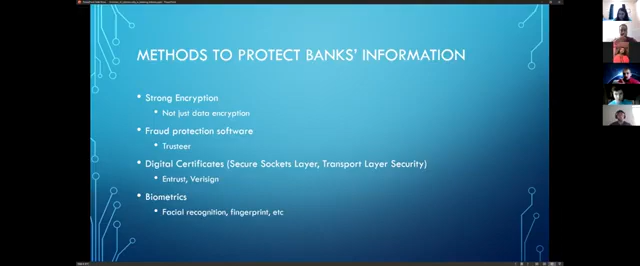 METHODS TO PROTECT BANKS' INFORMATION
• Strong Encryption
• Not just data encryption
• Fraud protection software
• Trusteer
• Digital Certificates (Secure Sockets Layer, Transport Layer Security)
• Entrust, Verisign
• Biometrics
• Facial recognition, fingerprint, etc